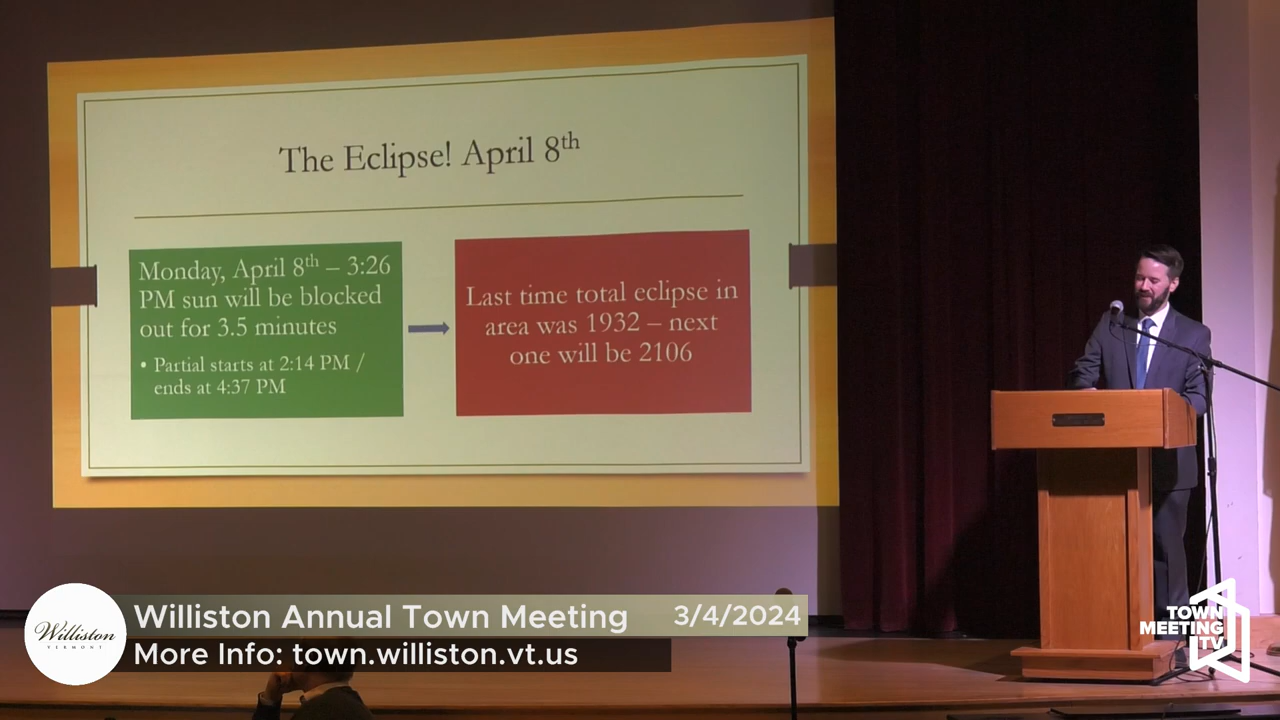 The Eclipse! April 8th
Monday, April 8th – 3:26
PM sun will be blocked
out for 3.5 minutes
• Partial starts at 2:14 PM /
ends at 4:37 PM
Last time total eclipse in
area was 1932 – next
one will be 2106
Williston
VERMONT
Williston Annual Town Meeting 3/4/2024
More Info: town.williston.vt.us
TOWN
MEETING
TV